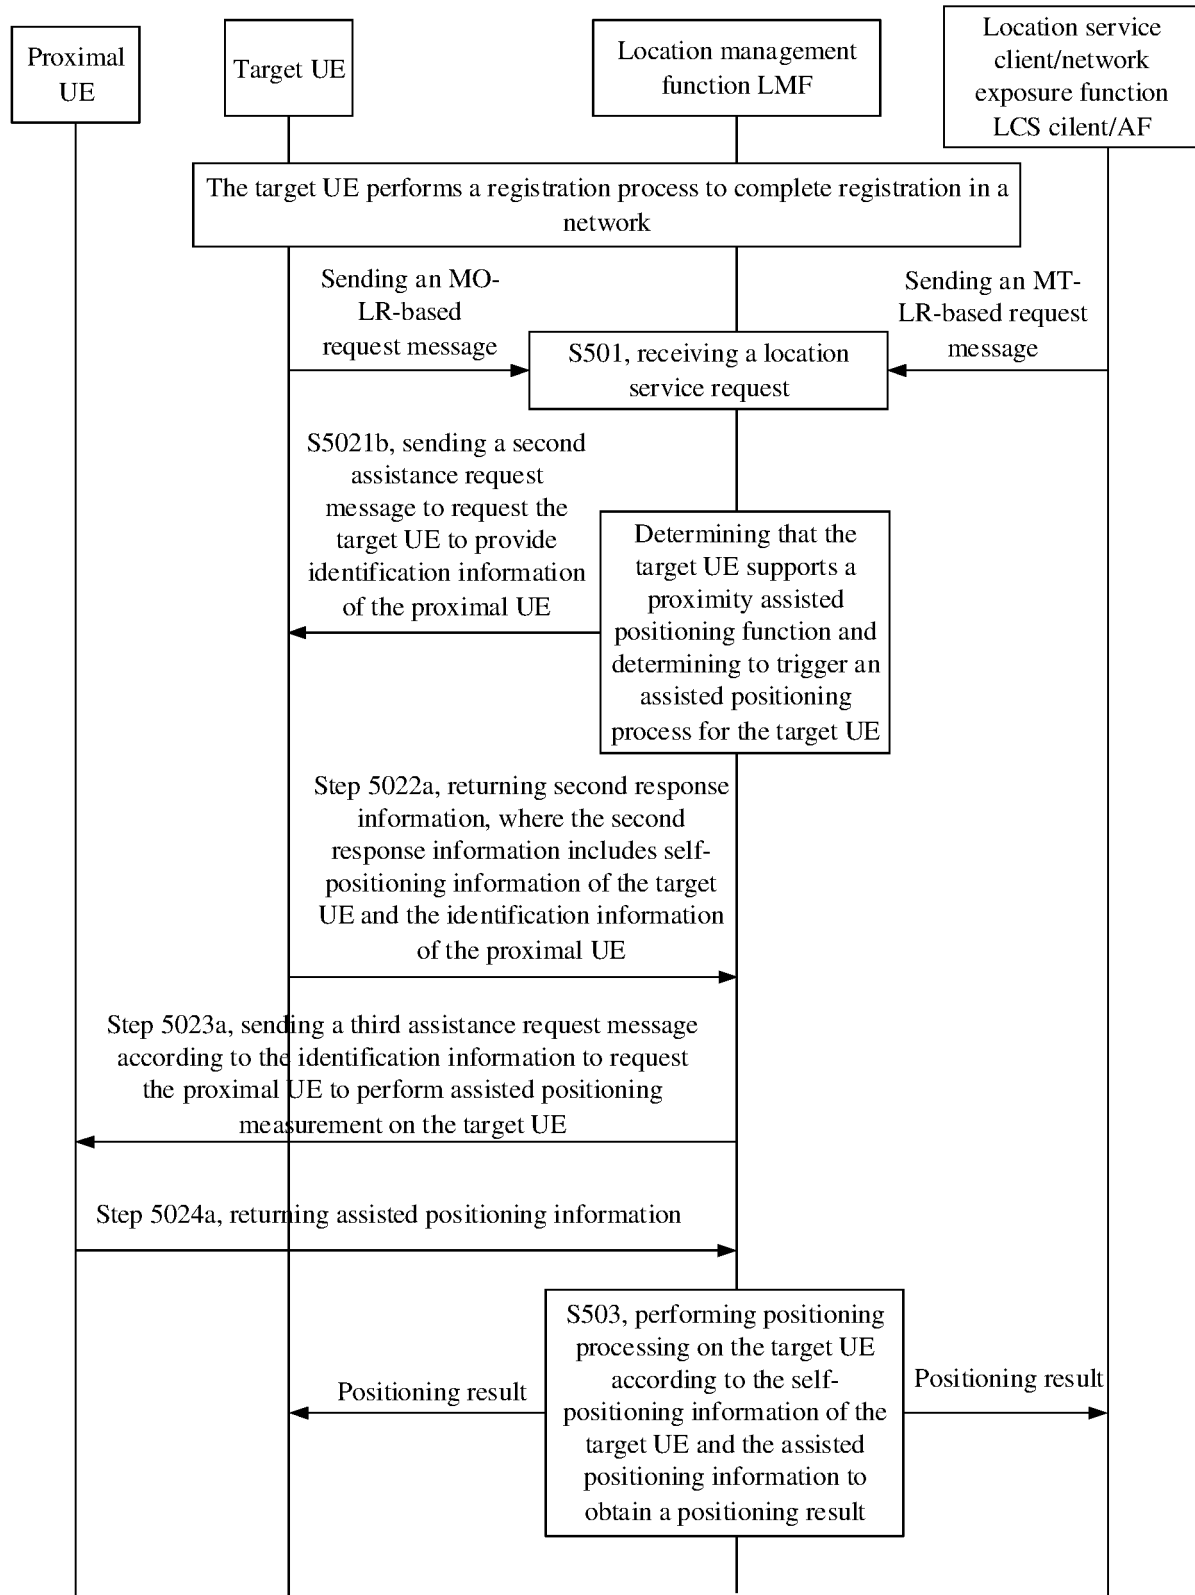 Proximal
UE
Target UE
Location management
function LMF
Location service
client/network
exposure function
LCS cilent/AF
The target UE performs a registration process to complete registration in a
network
Sending an MO-
LR-based
request message
Sending an MT-
LR-based request
message
S501, receiving a location
service request
S5021b, sending a second
assistance request
message to request the
target UE to provide
identification information
of the proximal UE
Determining that the
target UE supports a
proximity assisted
positioning function and
determining to trigger an
assisted positioning
process for the target UE
Step 5022a, returning second response
information, where the second
response information includes self-
positioning information of the target
UE and the identification information
of the proximal UE
Step 5023a, sending a third assistance request message
according to the identification information to request
the proximal UE to perform assisted positioning
measurement on the target UE
Step 5024a, returning assisted positioning information
S503, performing positioning
processing on the target UE
according to the self-
positioning information of the
target UE and the assisted
positioning information to
obtain a positioning result
Positioning result
Positioning result